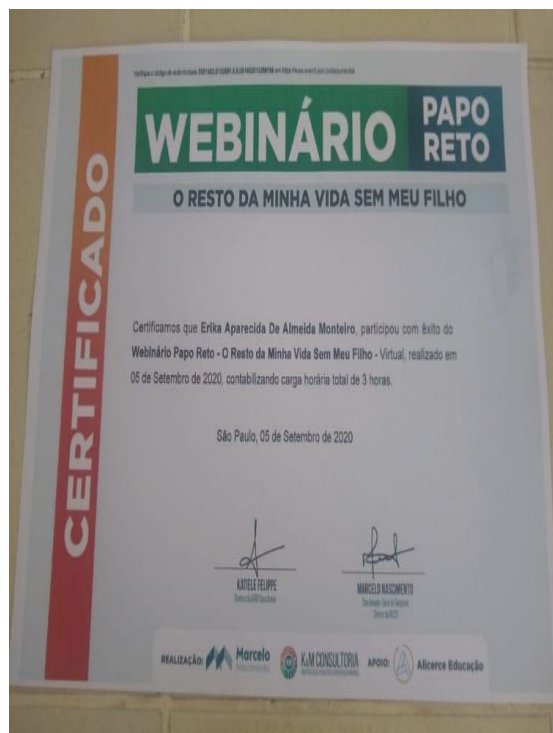 WEBINÁRIO
PAPO
RETO
O RESTO DA MINHA VIDA SEM MEU FILHO
CERTIFICADO
Certificamos que Erika Aparecida De Almeida Monteiro, participou com êxito do
Webinário Papo Reto - O Resto da Minha Vida Sem Meu Filho - Virtual, realizado em
05 de Setembro de 2020, contabilizando carga horária total de 3 horas.
São Paulo, 05 de Setembro de 2020
KATIELE FELIPPE
MARCELO NASCIMENTO
REALIZAÇÃO:
Marcelo
Nascimento
K&M CONSULTORIA
APOIO:
Alicerce Educação